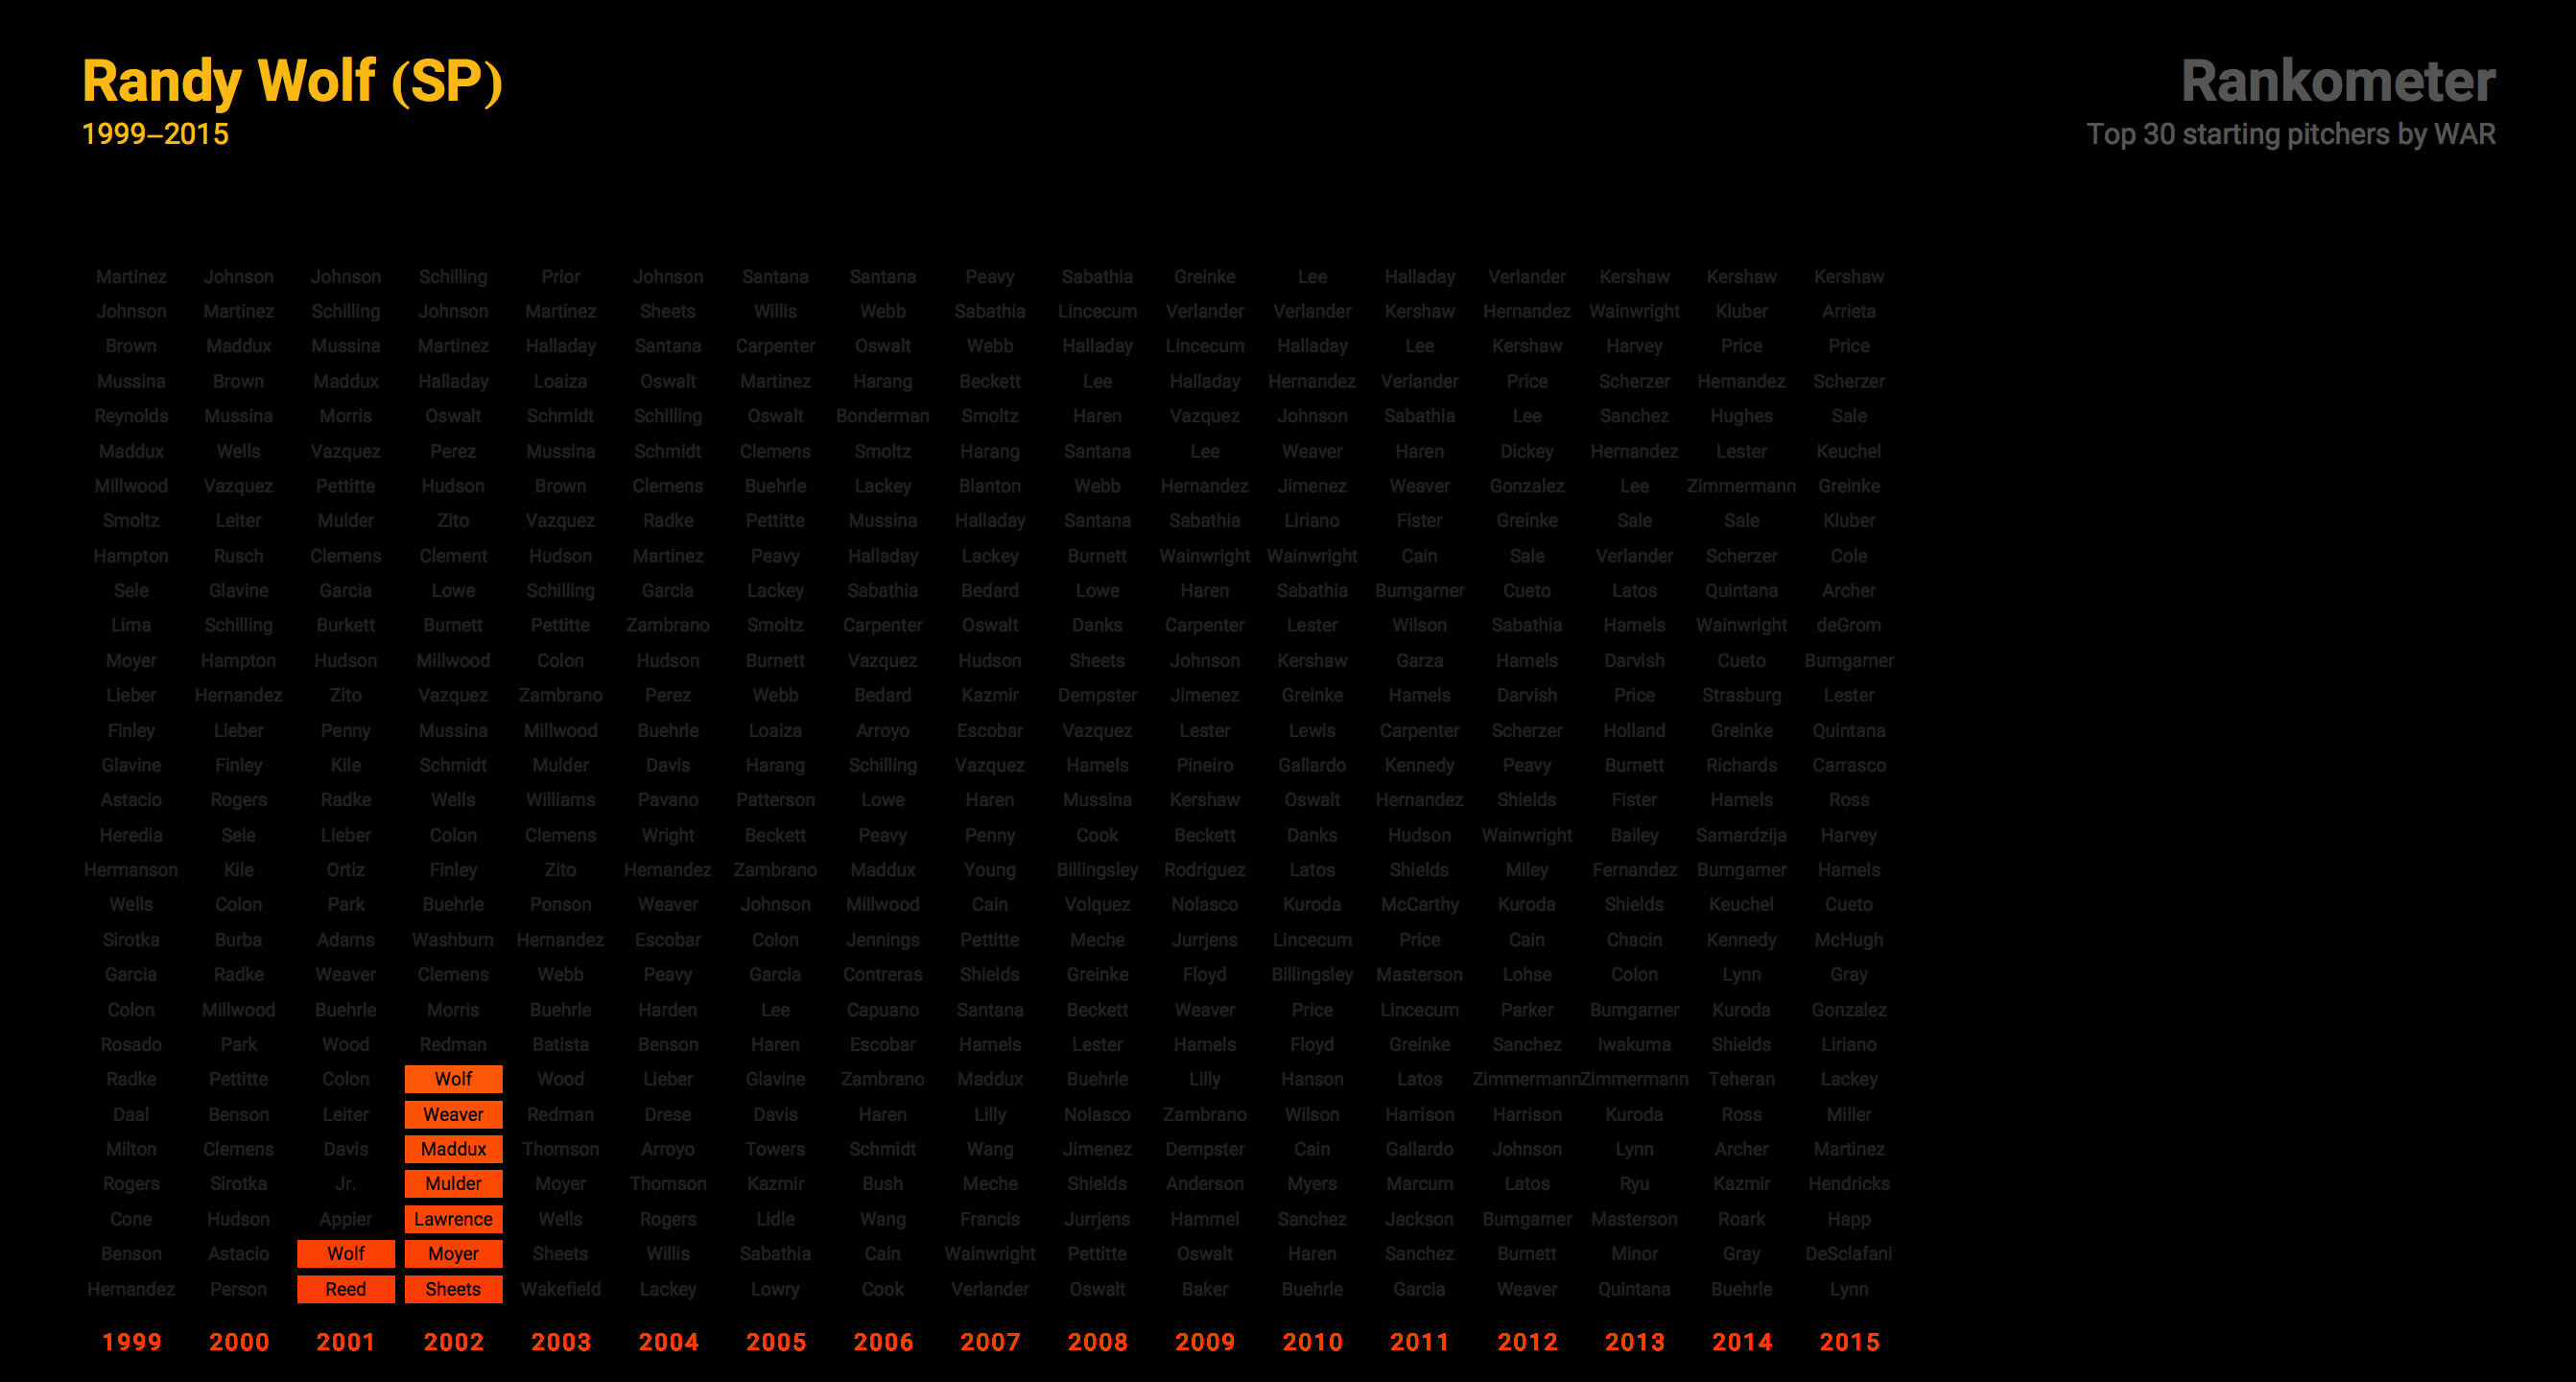 Randy Wolf (SP)
1999–2015
Rankometer
Top 30 starting pitchers by WAR
Martinez Johnson Johnson Schilling Prior Johnson Santana Santana Peavy Sabathia Greinke Lee Halladay Verlander Kershaw Kershaw Kershaw
Johnson Martinez Schilling Johnson Martinez Sheets Willis Webb Sabathia Lincecum Verlander Verlander Kershaw Hernandez Wainwright Kluber Arrieta
Brown Maddux Mussina Martinez Halladay Santana Carpenter Oswalt Webb Halladay Lincecum Halladay Lee Kershaw Harvey Price Price
Mussina Brown Maddux Halladay Loaiza Oswalt Martinez Harang Beckett Lee Halladay Hernandez Verlander Price Scherzer Hernandez Scherzer
Reynolds Mussina Morris Oswalt Schmidt Schilling Oswalt Bonderman Smoltz Haren Vazquez Johnson Sabathia Lee Sanchez Hughes Sale
Maddux Wells Vazquez Perez Mussina Schmidt Clemens Smoltz Harang Santana Lee Weaver Haren Dickey Hernandez Lester Keuchel
Millwood Vazquez Pettitte Hudson Brown Clemens Buehrle Lackey Blanton Webb Hernandez Jimenez Weaver Gonzalez Lee Zimmermann Greinke
Smoltz Leiter Mulder Zito Vazquez Radke Pettitte Mussina Halladay Santana Sabathia Liriano Fister Greinke Sale Sale Kluber
Hampton Rusch Clemens Clement Hudson Martinez Peavy Halladay Lackey Burnett Wainwright Wainwright Cain Sale Verlander Scherzer Cole
Sele Glavine Garcia Lowe Schilling Garcia Lackey Sabathia Bedard Lowe Haren Sabathia Bumgarner Cueto Latos Quintana Archer
Lima Schilling Burkett Burnett Pettitte Zambrano Smoltz Carpenter Oswalt Danks Carpenter Lester Wilson Sabathia Hamels Wainwright deGrom
Moyer Hampton Hudson Millwood Colon Hudson Burnett Vazquez Hudson Sheets Johnson Kershaw Garza Hamels Darvish Cueto Bumgarner
Lieber Hernandez Zito Vazquez Zambrano Perez Webb Bedard Kazmir Dempster Jimenez Greinke Hamels Darvish Price Strasburg Lester
Finley Lieber Penny Mussina Millwood Buehrle Loaiza Arroyo Escobar Vazquez Lester Lewis Carpenter Scherzer Holland Greinke Quintana
Glavine Finley Kile Schmidt Mulder Davis Harang Schilling Vazquez Hamels Pineiro Gallardo Kennedy Peavy Burnett Richards Carrasco
Astacio Rogers Radke Wells Williams Pavano Patterson Lowe Haren Mussina Kershaw Oswalt Hernandez Shields Fister Hamels Ross
Heredia Sele Lieber Colon Clemens Wright Beckett Peavy Penny Cook Beckett Danks Hudson Wainwright Bailey Samardzija Harvey
Hermanson Kile Ortiz Finley Zito Hernandez Zambrano Maddux Young Billingsley Rodriguez Latos Shields Miley Fernandez Bumgarner Hamels
Wells Colon Park Buehrle Ponson Weaver Johnson Millwood Cain Volquez Nolasco Kuroda McCarthy Kuroda Shields Keuchel Cueto
Sirotka Burba Adams Washburn Hernandez Escobar Colon Jennings Pettitte Meche Jurrjens Lincecum Price Cain Chacin Kennedy McHugh
Garcia Radke Weaver Clemens Webb Peavy Garcia Contreras Shields Greinke Floyd Billingsley Masterson Lohse Colon Lynn Gray
Colon Millwood Buehrle Morris Buehrle Harden Lee Capuano Santana Beckett Weaver Price Lincecum Parker Bumgarner Kuroda Gonzalez
Rosado Park Wood Redman Batista Benson Haren Escobar Hamels Lester Hamels Floyd Greinke Sanchez Iwakuma Shields Liriano
Radke Pettitte Colon Wolf Wood Lieber Glavine Zambrano Maddux Buehrle Lilly Hanson Latos Zimmermann Zimmermann Teheran Lackey
Daal Benson Leiter Weaver Redman Drese Davis Haren Lilly Nolasco Zambrano Wilson Harrison Harrison Kuroda Ross Miller
Milton Clemens Davis Maddux Thomson Arroyo Towers Schmidt Wang Jimenez Dempster Cain Gallardo Johnson Lynn Archer Martinez
Rogers Sirotka Jr. Mulder Moyer Thomson Kazmir Bush Meche Shields Anderson Myers Marcum Latos Ryu Kazmir Hendricks
Cone Hudson Appier Lawrence Wells Rogers Lidle Wang Francis Jurrjens Hammel Sanchez Jackson Bumgarner Masterson Roark Happ
Benson Astacio Wolf Moyer Sheets Willis Sabathia Cain Wainwright Pettitte Oswalt Haren Sanchez Burnett Minor Gray DeSclafani
Hernandez Person Reed Sheets Wakefield Lackey Lowry Cook Verlander Oswalt Baker Buehrle Garcia Weaver Quintana Buehrle Lynn
1999 2000 2001 2002 2003 2004 2005 2006 2007 2008 2009 2010 2011 2012 2013 2014 2015